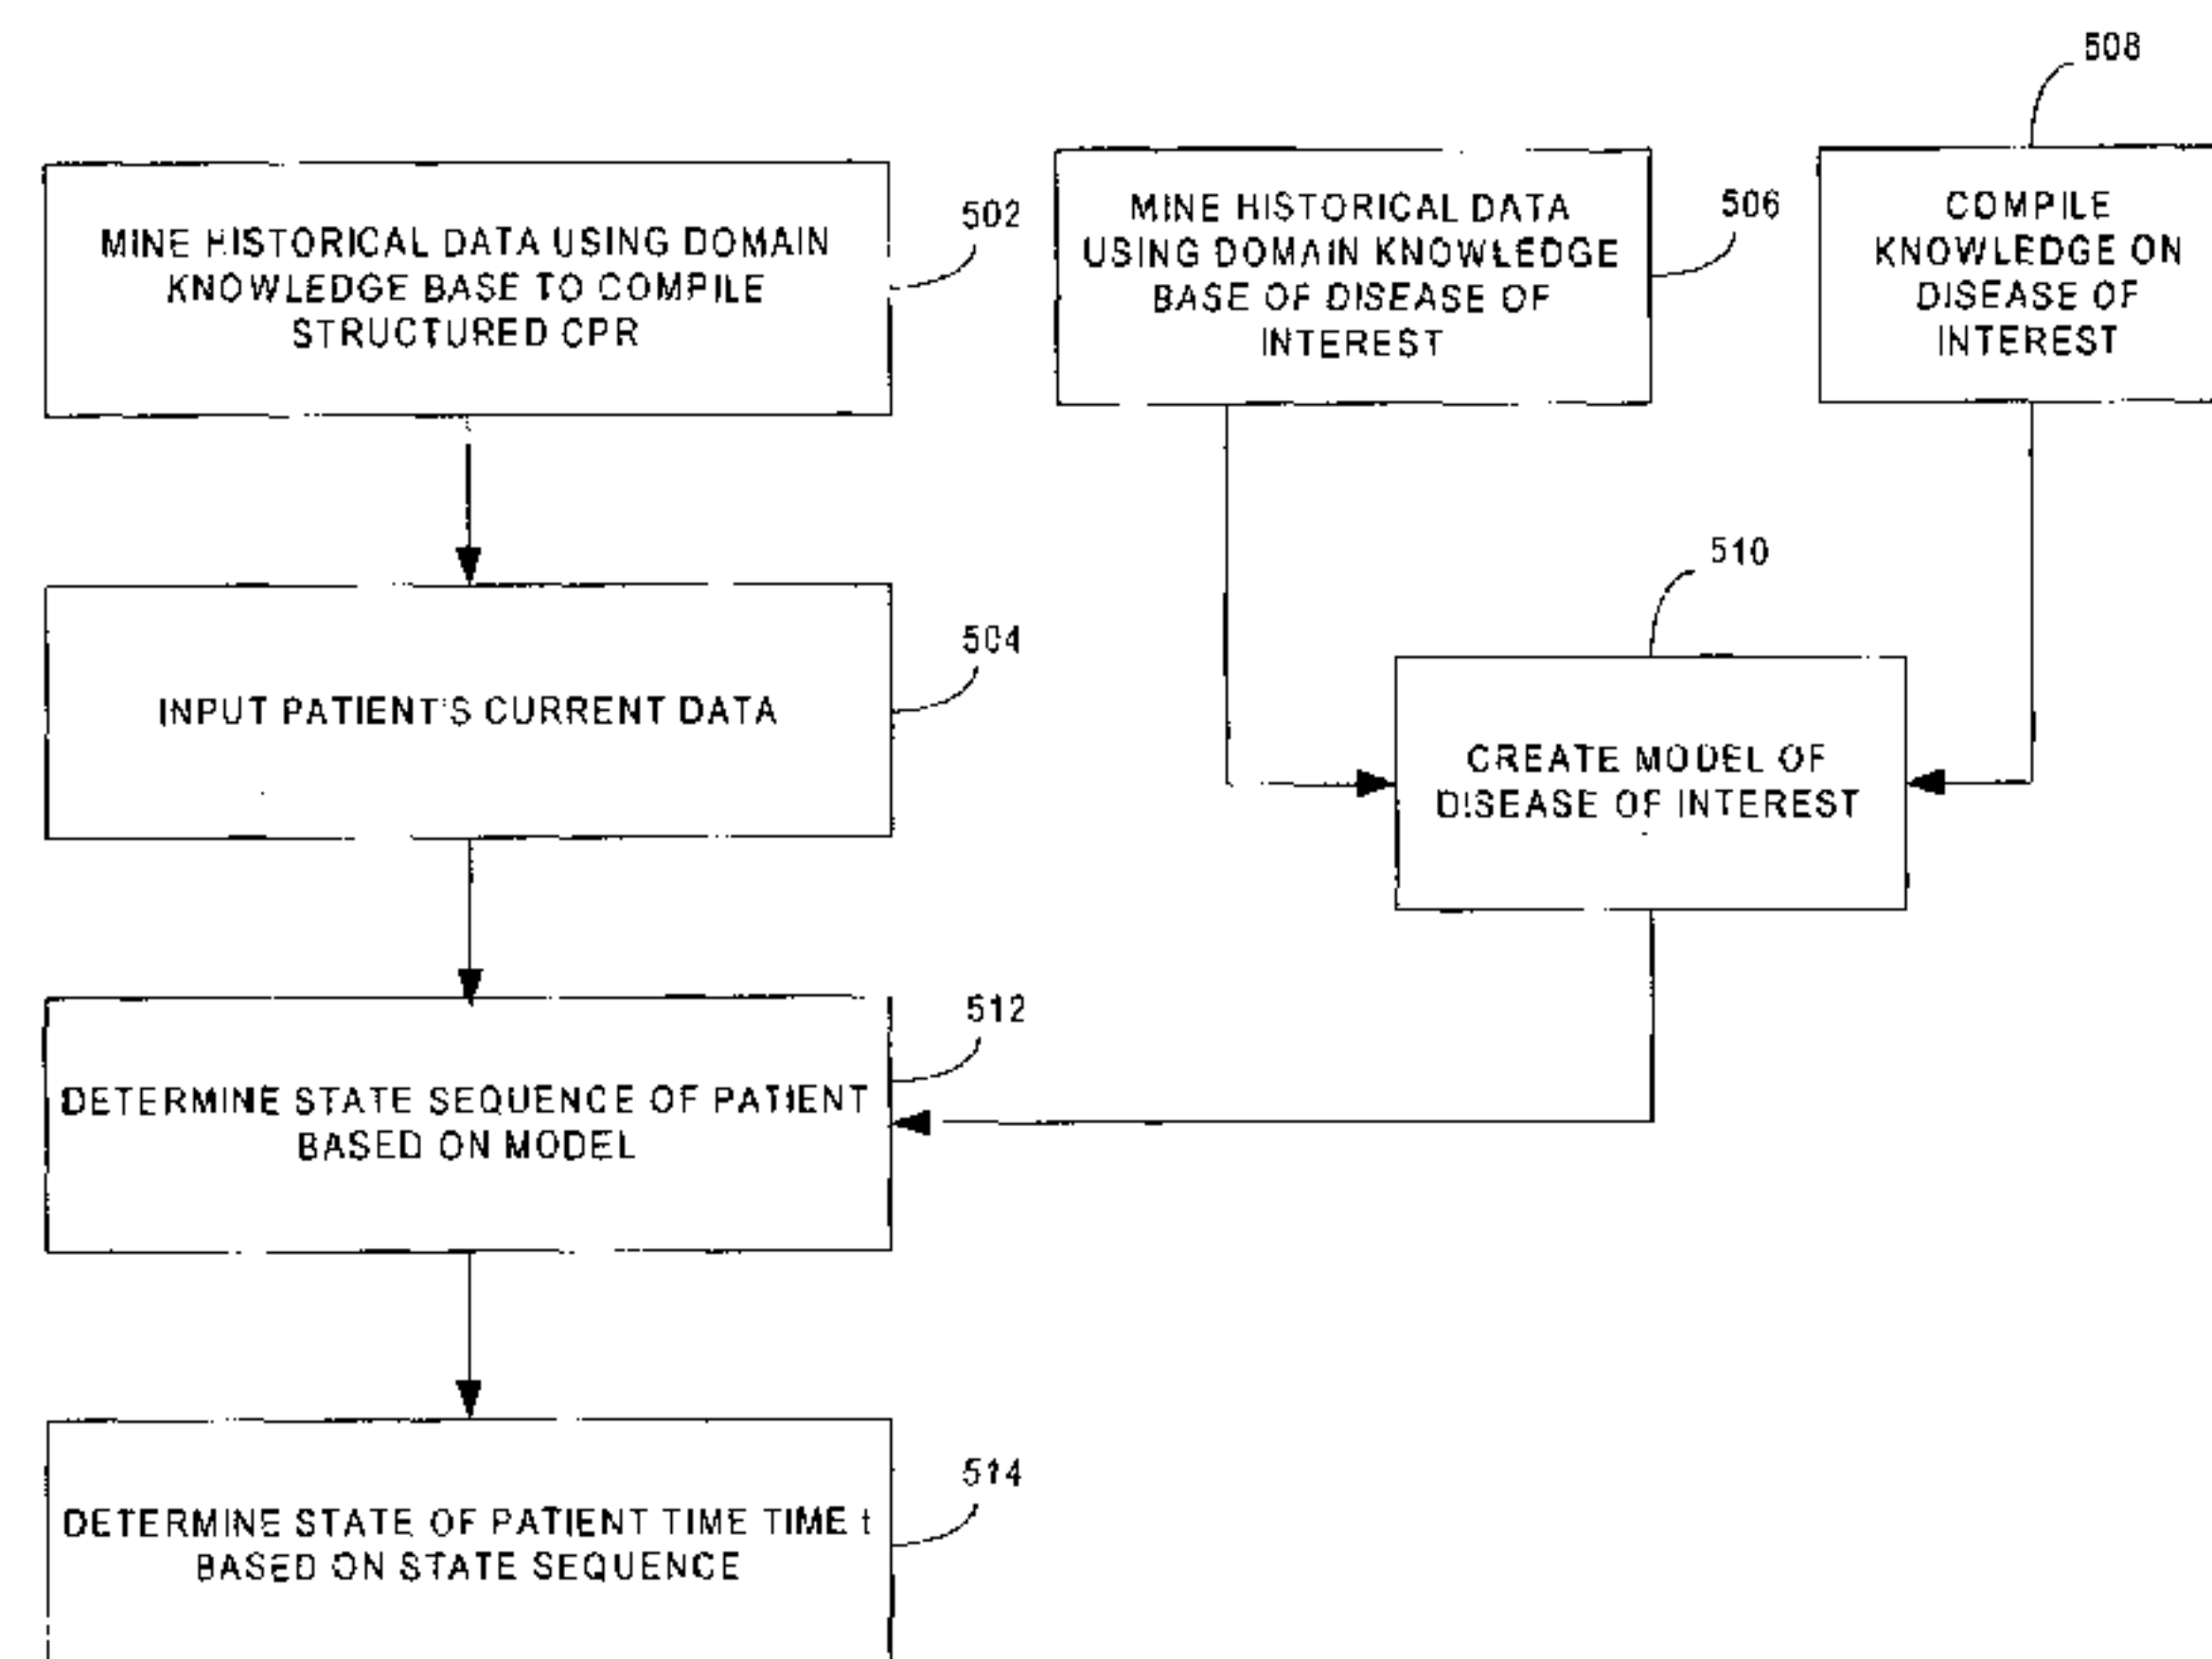 508
502
MINE HISTORICAL DATA USING DOMAIN
KNOWLEDGE BASE TO COMPILE
STRUCTURED CPR
506
MINE HISTORICAL DATA
USING DOMAIN KNOWLEDGE
BASE OF DISEASE OF
INTEREST
COMPILE
KNOWLEDGE ON
DISEASE OF
INTEREST
504
INPUT PATIENT'S CURRENT DATA
510
CREATE MODEL OF
DISEASE OF INTEREST
512
DETERMINE STATE SEQUENCE OF PATIENT
BASED ON MODEL
514
DETERMINE STATE OF PATIENT TIME TIME t
BASED ON STATE SEQUENCE